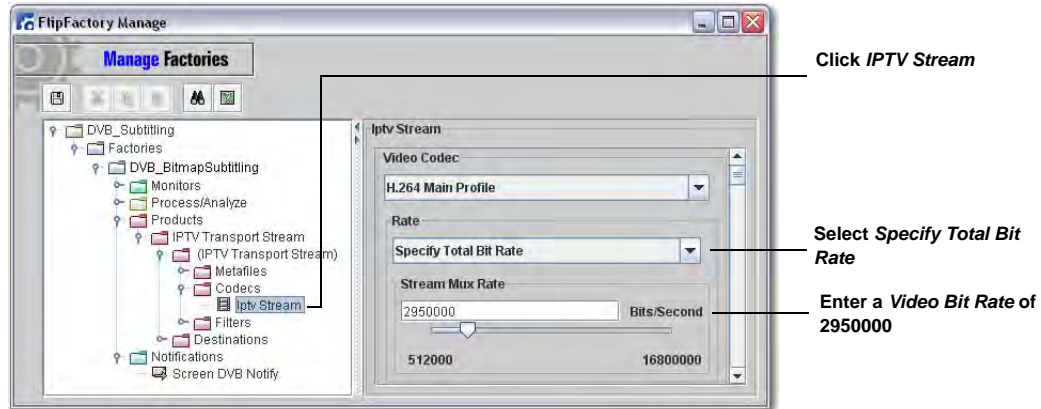 FlipFactory Manage
Manage Factories
Click IPTV Stream
DVB_Subtitling
Factories
DVB_BitmapSubtitling
Monitors
Process/Analyze
Products
IPTV Transport Stream
(IPTV Transport Stream)
Metafiles
Codecs
Iptv Stream
Filters
Destinations
Notifications
Screen DVB Notify
Iptv Stream
Video Codec
H.264 Main Profile
Rate
Specify Total Bit Rate
Stream Mux Rate
2950000 Bits/Second
512000 16800000
Select Specify Total Bit
Rate
Enter a Video Bit Rate of
2950000